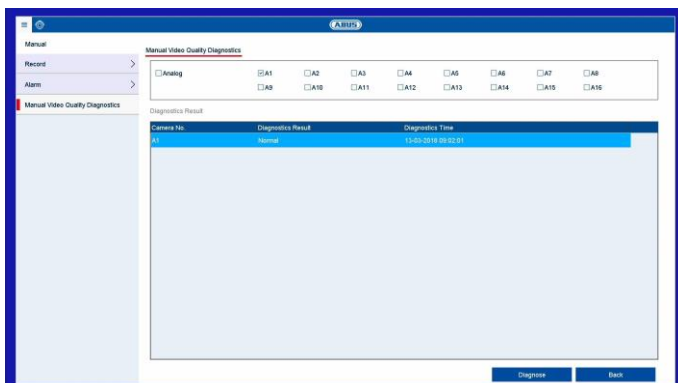 ABUS
Manual
Record
Alarm
Manual Video Quality Diagnostics
Manual Video Quality Diagnostics
Analog A1 A2 A3 A4 A5 A6 A7 A8
A9 A10 A11 A12 A13 A14 A15 A16
Diagnostics Result
Camera No. Diagnostics Result Diagnostics Time
A1 Normal 13-03-2018 09:02:01
Diagnose Back